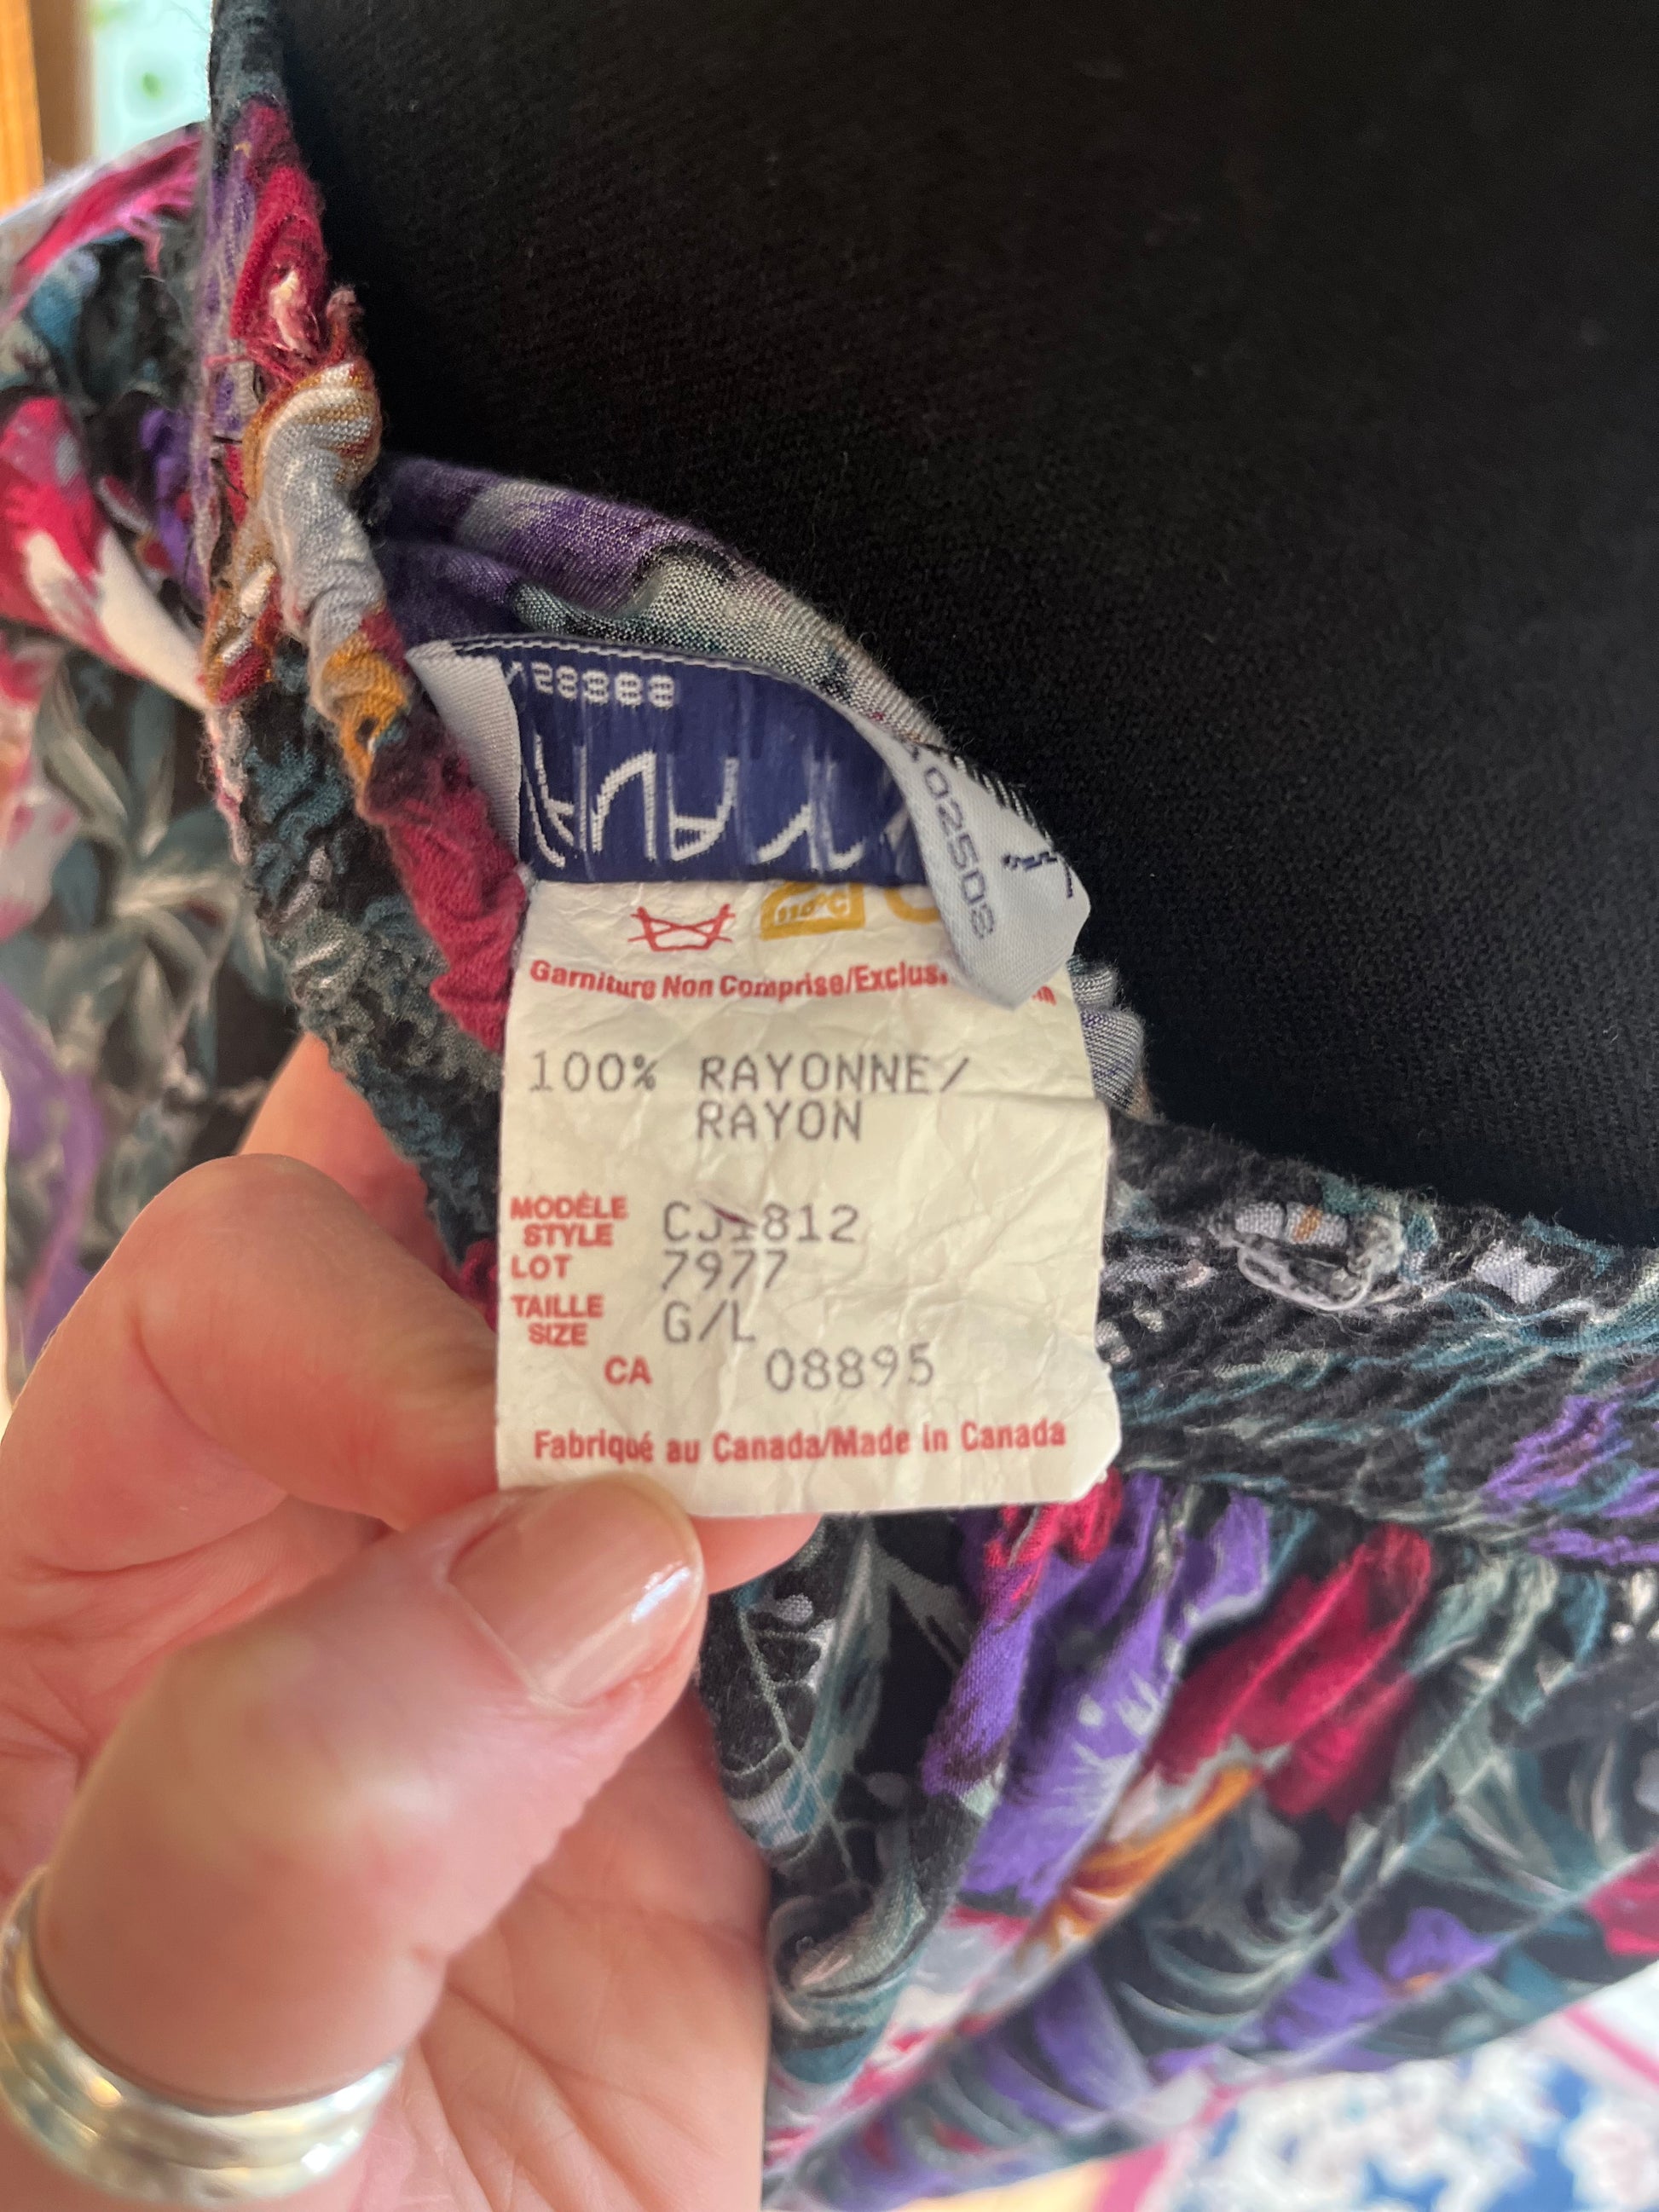 110°C
Garniture Non Comprise/Exclus
100% RAYONNE/
RAYON
MODÈLE
STYLE CJ1812
LOT 7977
TAILLE
SIZE G/L
CA 08895
Fabriqué au Canada/Made in Canada